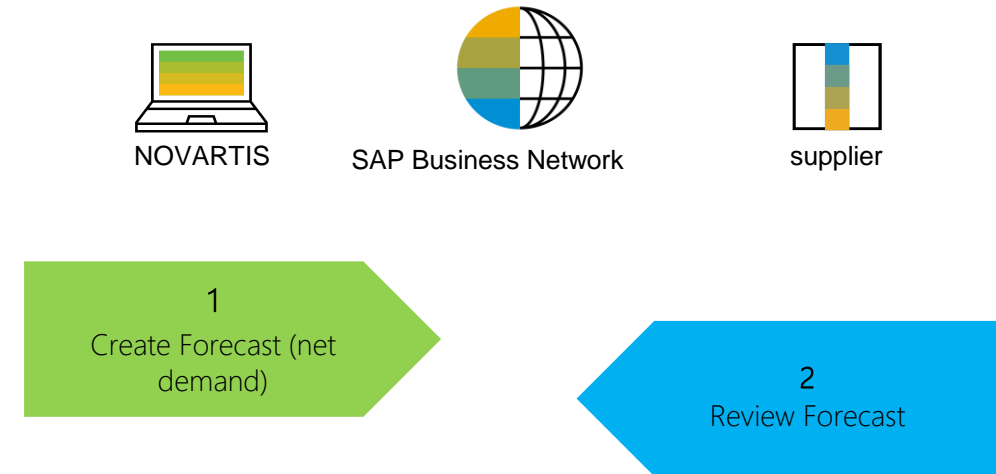 NOVARTIS
SAP Business Network
supplier
1
Create Forecast (net
demand)
2
Review Forecast